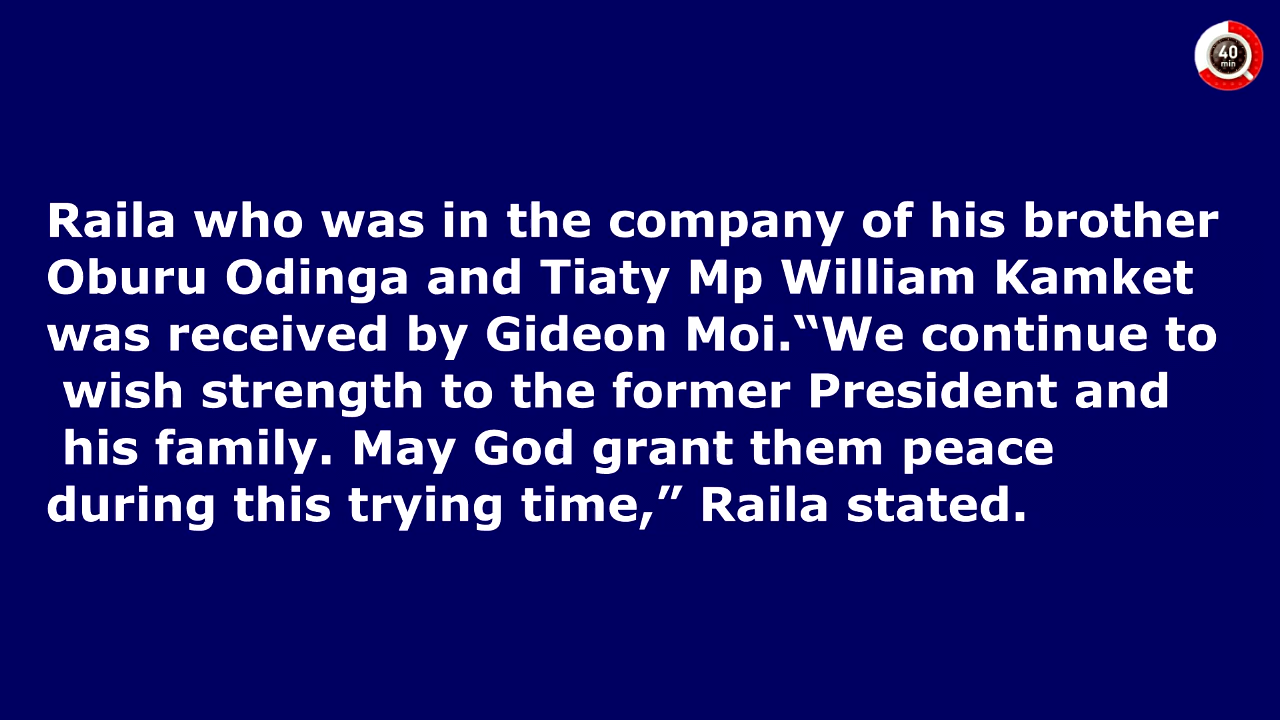 40
min
Raila who was in the company of his brother
Oburu Odinga and Tiaty Mp William Kamket
was received by Gideon Moi.“We continue to
wish strength to the former President and
his family. May God grant them peace
during this trying time,” Raila stated.